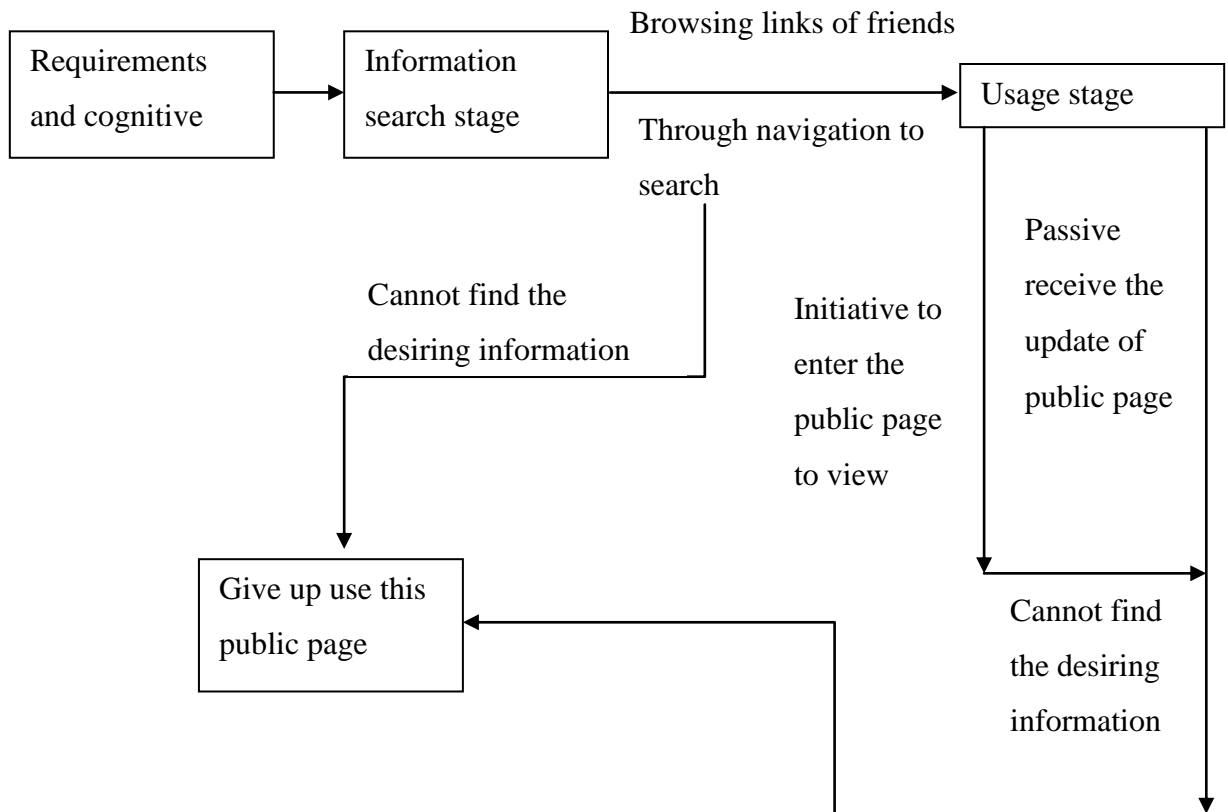 Browsing links of friends
Requirements
and cognitive
Information
search stage
Usage stage
Through navigation to
search
Cannot find the
desiring information
Initiative to
enter the
public page
to view
Passive
receive the
update of
public page
Give up use this
public page
Cannot find
the desiring
information